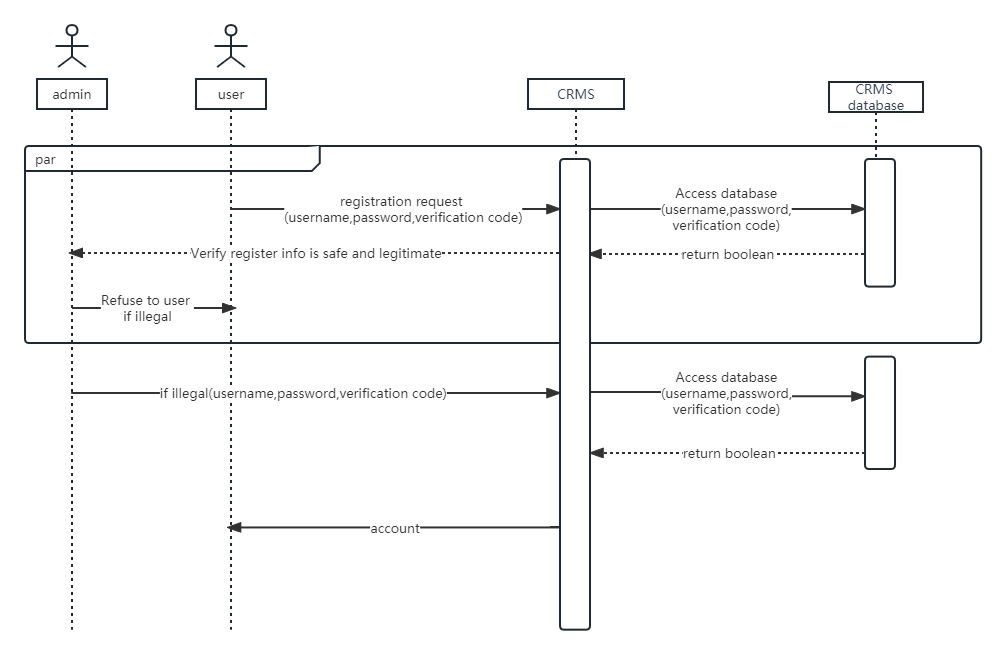 admin
user
CRMS
CRMS
database
par
registration request
(username,password,verification code)
Access database
(username,password,
verification code)
Verify register info is safe and legitimate
return boolean
Refuse to user
if illegal
if illegal(username,password,verification code)
Access database
(username,password,
verification code)
return boolean
account